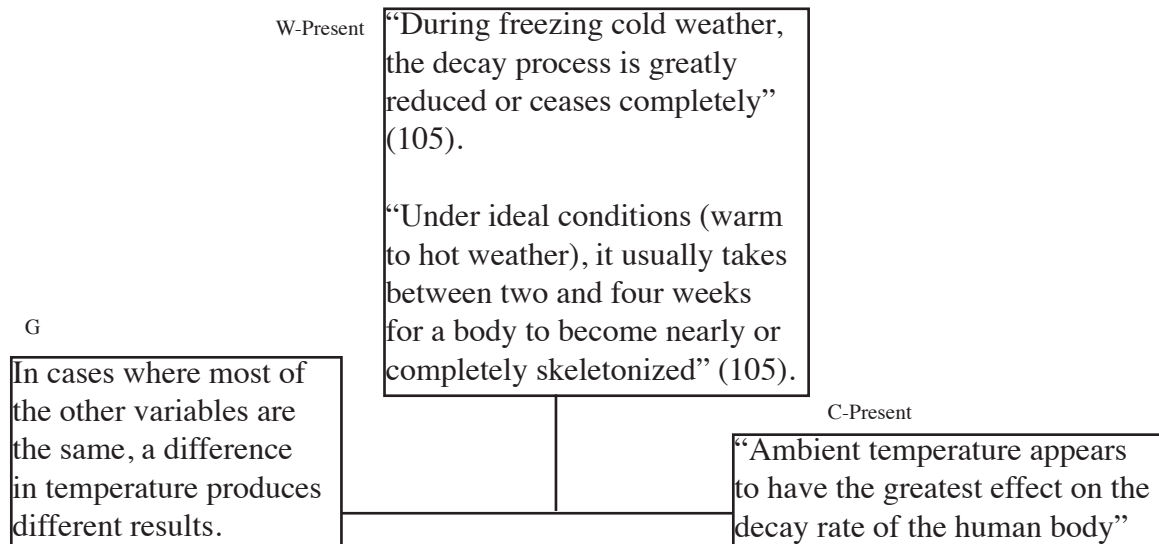 W-Present
“During freezing cold weather,
the decay process is greatly
reduced or ceases completely”
(105).
“Under ideal conditions (warm
to hot weather), it usually takes
between two and four weeks
for a body to become nearly or
completely skeletonized” (105).
G
In cases where most of
the other variables are
the same, a difference
in temperature produces
different results.
C-Present
“Ambient temperature appears
to have the greatest effect on the
decay rate of the human body”